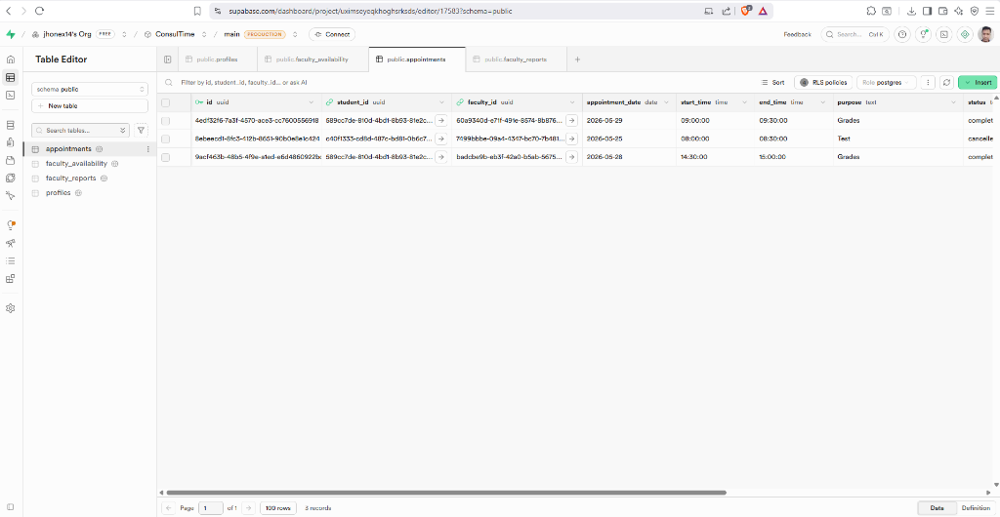 supabase.com/dashboard/project/uximseyeqkhoghsrksds/editor/17583?schema=public
jhonex14's Org FREE / ConsulTime / main PRODUCTION Connect Feedback Search... Ctrl K
Table Editor
public.profiles public.faculty_availability public.appointments public.faculty_reports
Filter by id, student_id, faculty_id... or ask AI Sort RLS policies Role postgres Insert
schema public
New table
Search tables...
appointments
faculty_availability
faculty_reports
profiles
id uuid student_id uuid faculty_id uuid appointment_date date start_time time end_time time purpose text status
4edf32f6-7a3f-4570-ace3-cc7600556918 689cc7de-810d-4bd1-8b93-81e2c... 60a9340d-e71f-491e-8574-8b876... 2026-05-29 09:00:00 09:30:00 Grades complet
8ebeecd1-8fc3-412b-8651-90b0e8e1c424 c40f1333-cd8d-487c-bd81-0b6c7... 7499bbbe-09a4-4347-bc70-7b481... 2026-05-25 08:00:00 08:30:00 Test cancelle
9acf463b-48b5-4f9e-a1ed-e6d4860922bc 689cc7de-810d-4bd1-8b93-81e2c... badcbe9b-eb3f-42a0-b5ab-5675... 2026-05-28 14:30:00 15:00:00 Grades complet
Page 1 of 1 100 rows 3 records Data Definition